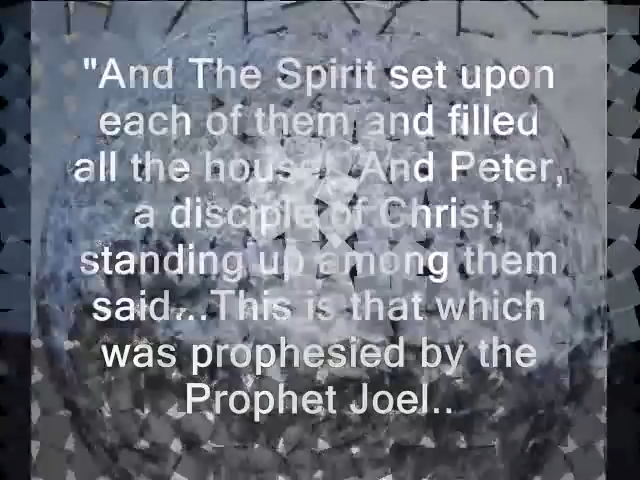 "And The Spirit set upon
each of them and filled
all the house!. And Peter,
a disciple of Christ,
standing up among them
said...This is that which
was prophesied by the
Prophet Joel..